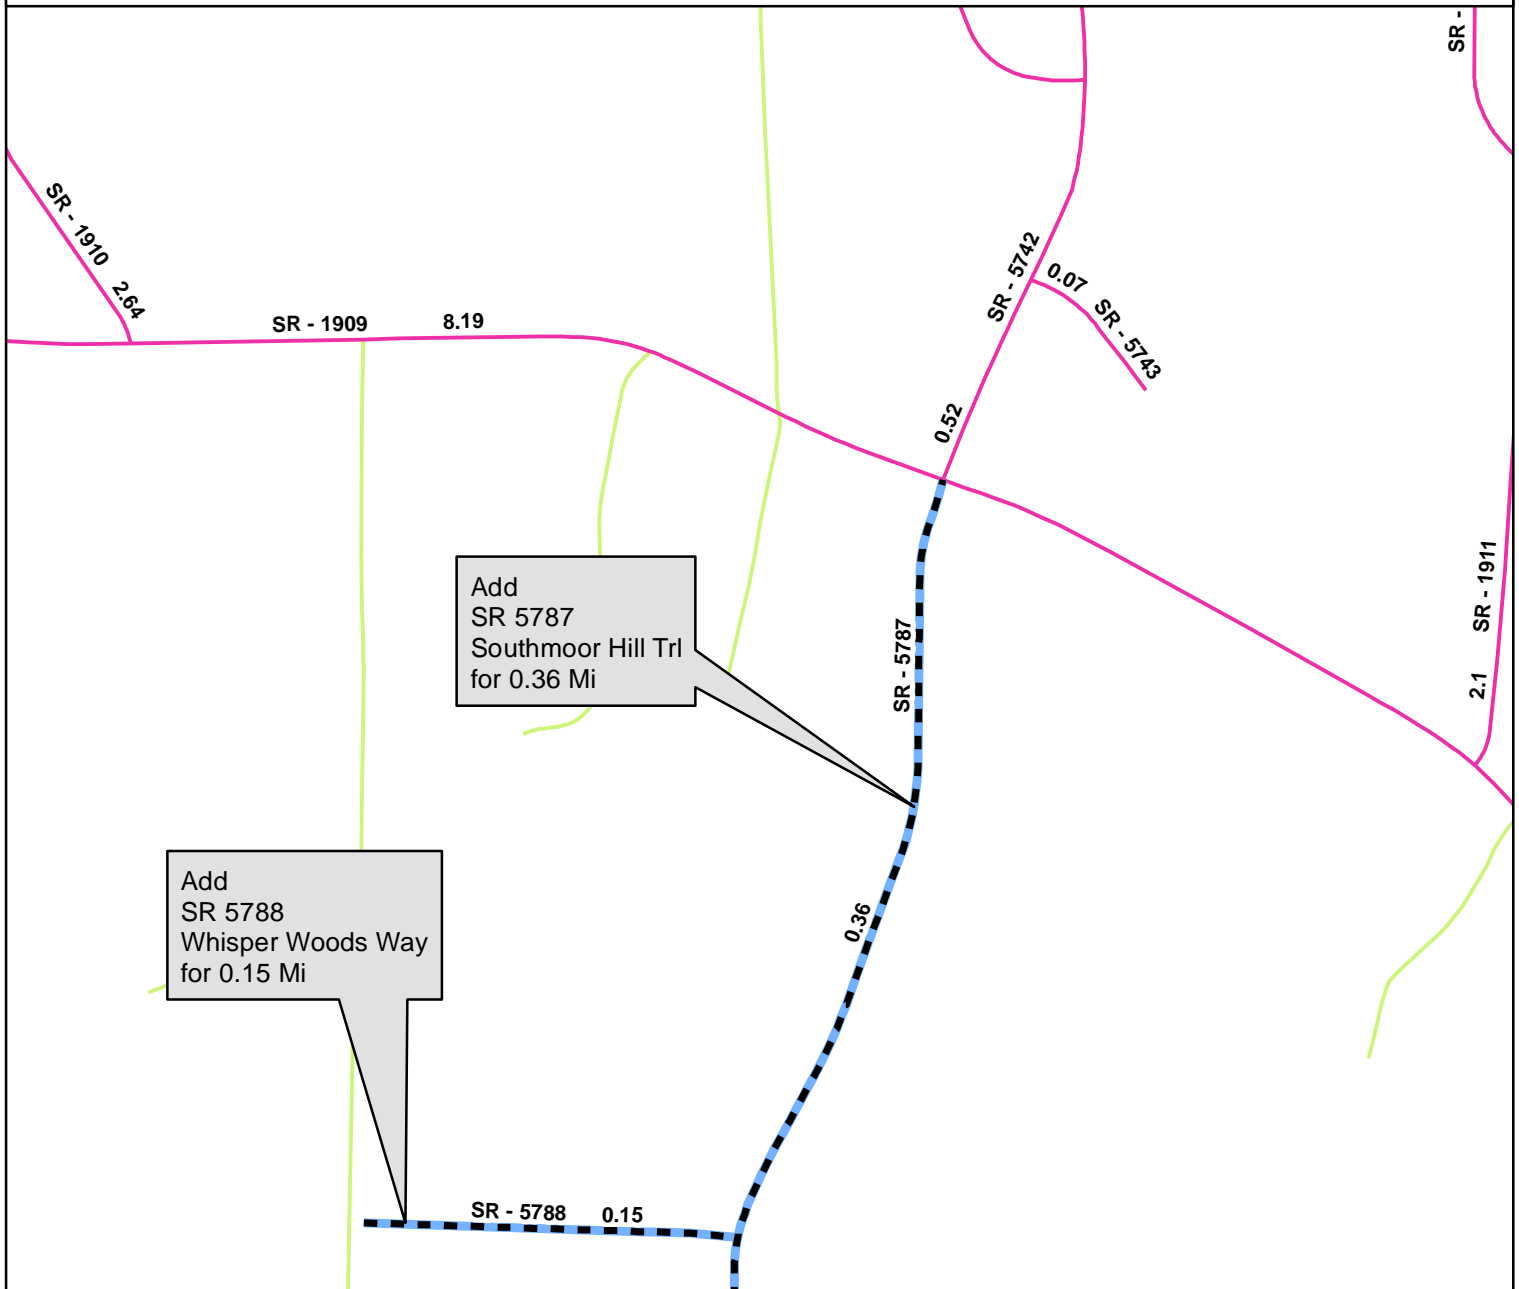 SR -
SR - 1910
2.64
SR - 1909
8.19
SR - 5742
0.07
SR - 5743
0.52
SR - 1911
2.1
Add
SR 5787
Southmoor Hill Trl
for 0.36 Mi
SR - 5787
0.36
Add
SR 5788
Whisper Woods Way
for 0.15 Mi
SR - 5788
0.15